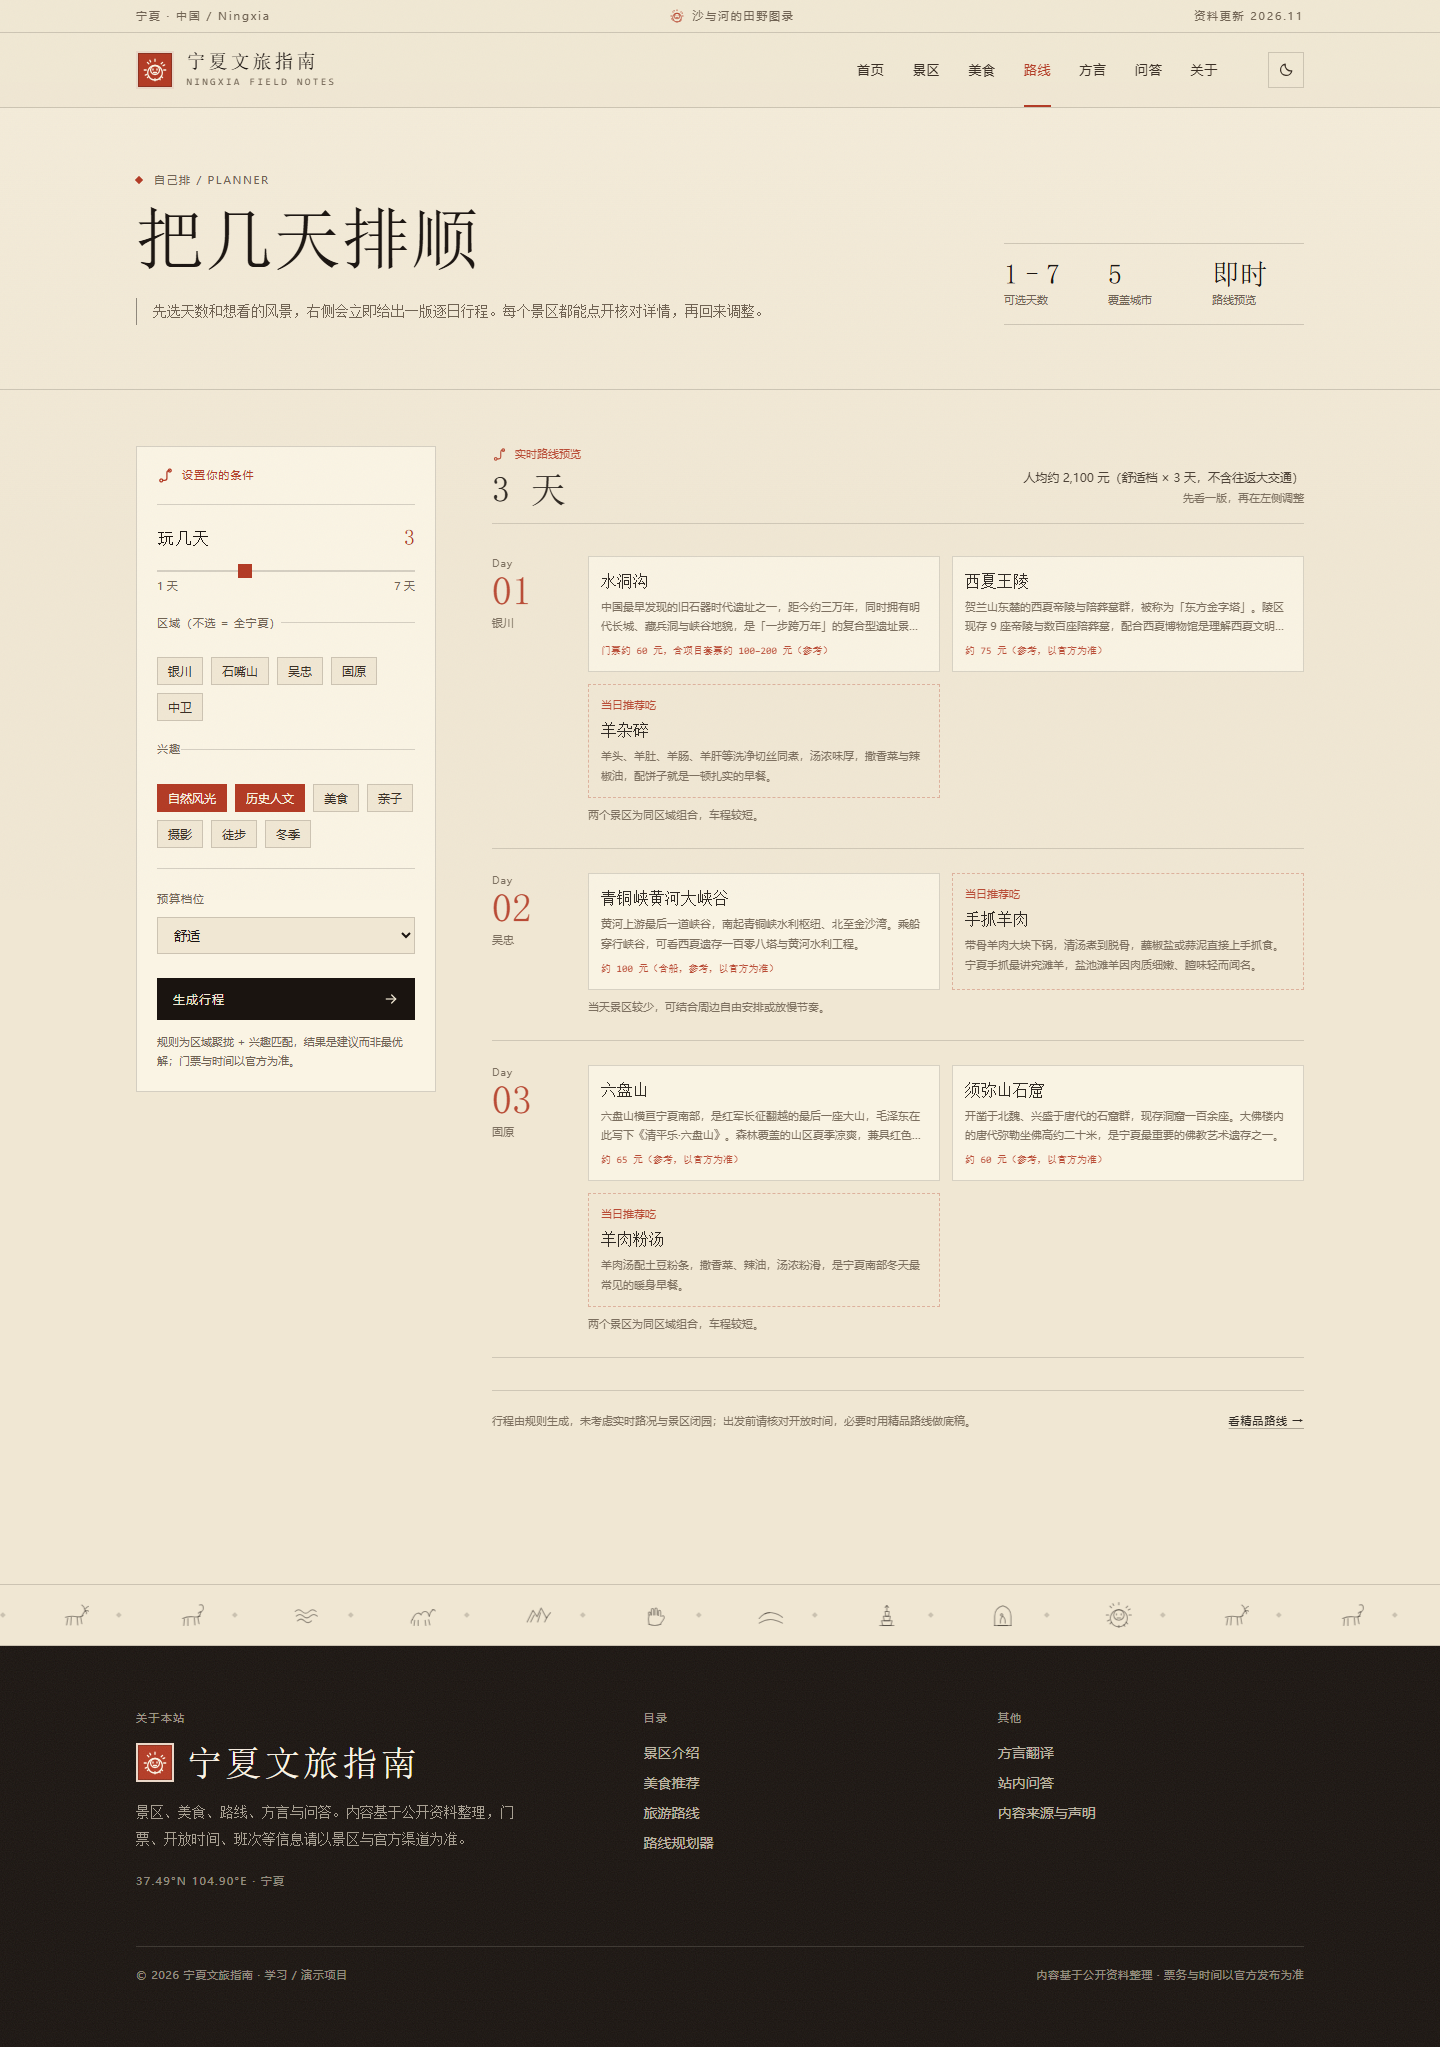 宁夏 · 中国 / Ningxia
沙与河的田野图录
资料更新 2026.11
宁夏文旅指南
NINGXIA FIELD NOTES
首页 景区 美食 路线 方言 问答 关于
自己排 / PLANNER
把几天排顺
先选天数和想看的风景，右侧会立即给出一版逐日行程。每个景区都能点开核对详情，再回来调整。
1–7 5 即时
可选天数 覆盖城市 路线预览
设置你的条件
玩几天 3
1 天 7 天
区域（不选 = 全宁夏）
银川 石嘴山 吴忠 固原
中卫
兴趣
自然风光 历史人文 美食 亲子
摄影 徒步 冬季
预算档位
舒适
生成行程 →
规则为区域聚拢 + 兴趣匹配，结果是建议而非最优
解；门票与时间以官方为准。
实时路线预览
3 天
人均约 2,100 元（舒适档 × 3 天，不含往返大交通）
先看一版，再在左侧调整
Day
01
银川
水洞沟
中国最早发现的旧石器时代遗址之一，距今约三万年，同时拥有明
代长城、藏兵洞与峡谷地貌，是「一步跨万年」的复合型遗址景…
门票约 60 元，含项目套票约 100–200 元（参考）
西夏王陵
贺兰山东麓的西夏帝陵与陪葬墓群，被称为「东方金字塔」。陵区
现存 9 座帝陵与数百座陪葬墓，配合西夏博物馆是理解西夏文明…
约 75 元（参考，以官方为准）
当日推荐吃
羊杂碎
羊头、羊肚、羊肠、羊肝等洗净切丝同煮，汤浓味厚，撒香菜与辣
椒油，配饼子就是一顿扎实的早餐。
两个景区为同区域组合，车程较短。
Day
02
吴忠
青铜峡黄河大峡谷
黄河上游最后一道峡谷，南起青铜峡水利枢纽、北至金沙湾。乘船
穿行峡谷，可看西夏遗存一百零八塔与黄河水利工程。
约 100 元（含船，参考，以官方为准）
当日推荐吃
手抓羊肉
带骨羊肉大块下锅，清汤煮到脱骨，蘸椒盐或蒜泥直接上手抓食。
宁夏手抓最讲究滩羊，盐池滩羊因肉质细嫩、膻味轻而闻名。
当天景区较少，可结合周边自由安排或放慢节奏。
Day
03
固原
六盘山
六盘山横亘宁夏南部，是红军长征翻越的最后一座大山，毛泽东在
此写下《清平乐·六盘山》。森林覆盖的山区夏季凉爽，兼具红色…
约 65 元（参考，以官方为准）
须弥山石窟
开凿于北魏、兴盛于唐代的石窟群，现存洞窟一百余座。大佛楼内
的唐代弥勒坐佛高约二十米，是宁夏最重要的佛教艺术遗存之一。
约 60 元（参考，以官方为准）
当日推荐吃
羊肉粉汤
羊肉汤配土豆粉条，撒香菜、辣油，汤浓粉滑，是宁夏南部冬天最
常见的暖身早餐。
两个景区为同区域组合，车程较短。
行程由规则生成，未考虑实时路况与景区闭园；出发前请核对开放时间，必要时用精品路线做底稿。
看精品路线 →
关于本站
宁夏文旅指南
景区、美食、路线、方言与问答。内容基于公开资料整理，门
票、开放时间、班次等信息请以景区与官方渠道为准。
37.49°N 104.90°E · 宁夏
目录
景区介绍
美食推荐
旅游路线
路线规划器
其他
方言翻译
站内问答
内容来源与声明
© 2026 宁夏文旅指南 · 学习 / 演示项目
内容基于公开资料整理 · 票务与时间以官方发布为准